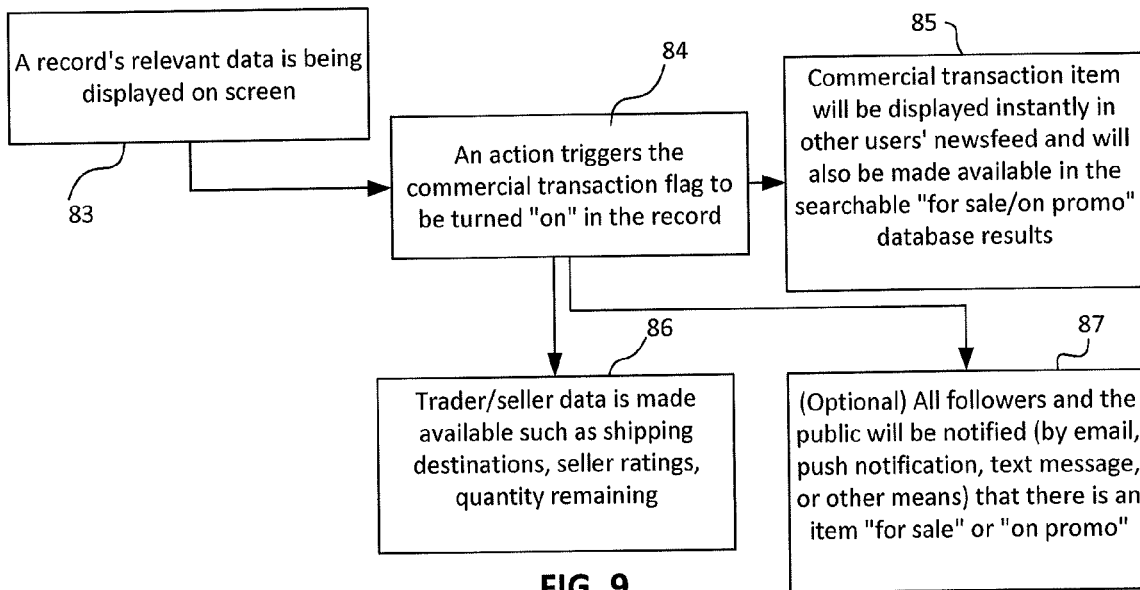 A record's relevant data is being
displayed on screen
83
84
An action triggers the
commercial transaction flag to
be turned "on" in the record
85
Commercial transaction item
will be displayed instantly in
other users' newsfeed and will
also be made available in the
searchable "for sale/on promo"
database results
86
Trader/seller data is made
available such as shipping
destinations, seller ratings,
quantity remaining
87
(Optional) All followers and the
public will be notified (by email,
push notification, text message,
or other means) that there is an
item "for sale" or "on promo"
FIG. 9